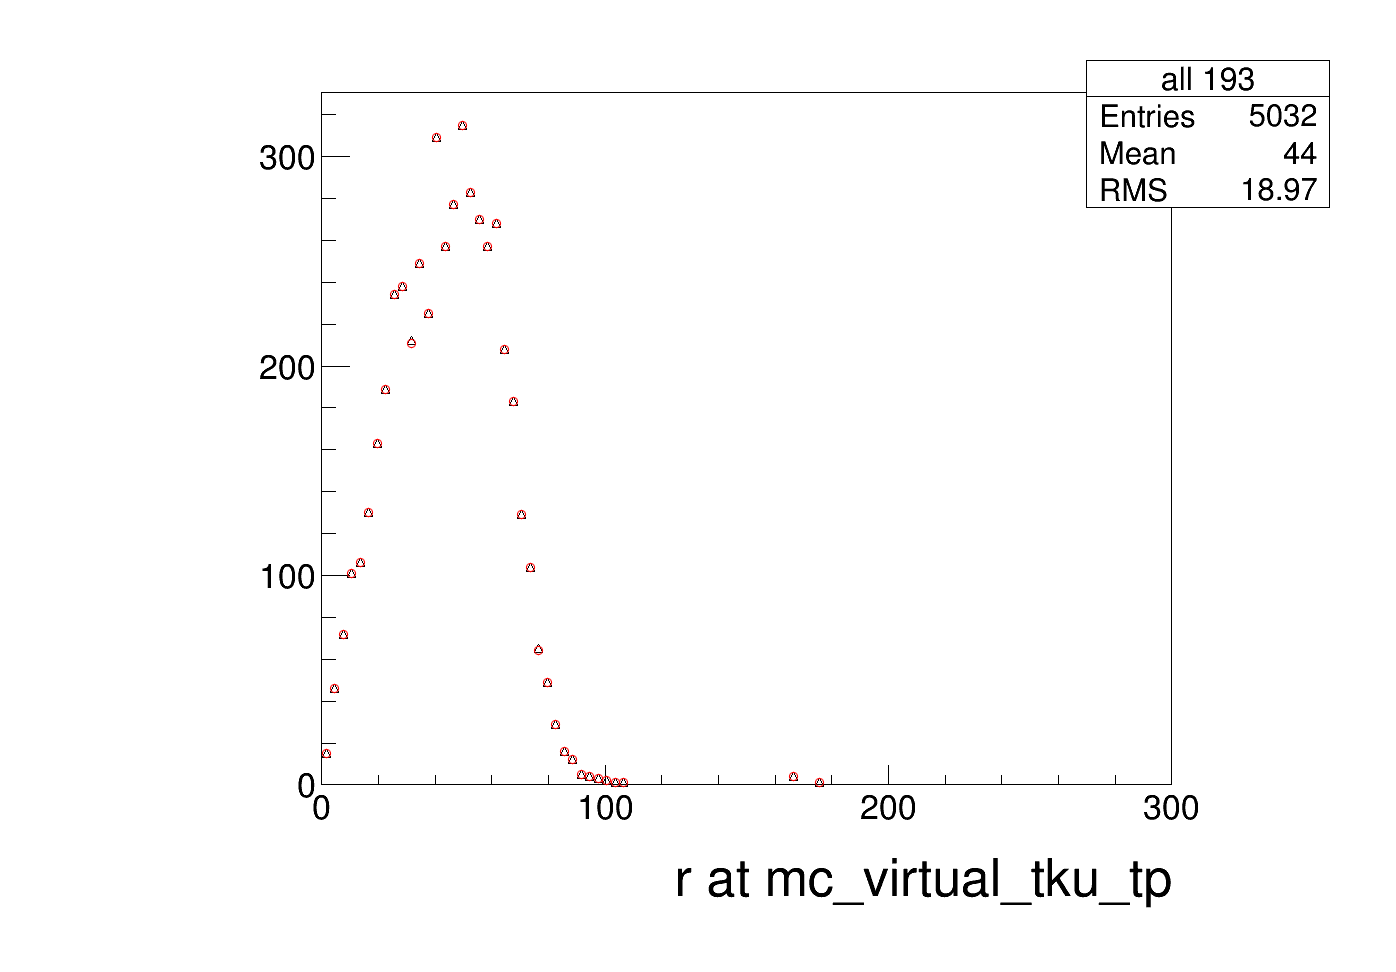 all 193
Entries 5032
Mean 44
RMS 18.97
300
200
100
0
0 100 200 300
r at mc_virtual_tku_tp